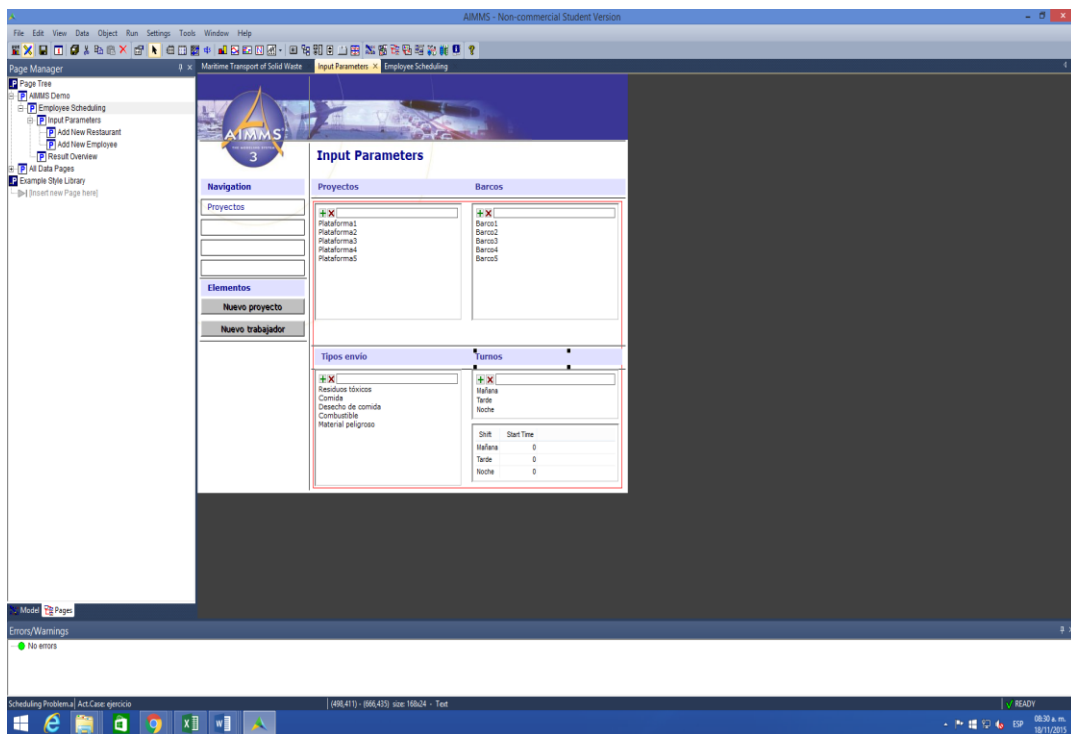 AIMMS - Non-commercial Student Version
File Edit View Data Object Run Settings Tools Window Help
Page Manager
Maritime Transport of Solid Waste Input Parameters Employee Scheduling
Page Tree
AIMMS Demo
Employee Scheduling
Input Parameters
Add New Restaurant
Add New Employee
Result Overview
All Data Pages
Example Style Library
[Insert new Page here]
AIMMS
3
Input Parameters
Navigation
Proyectos
Elementos
Nuevo proyecto
Nuevo trabajador
Proyectos
Plataforma1
Plataforma2
Plataforma3
Plataforma4
Plataforma5
Barcos
Barco1
Barco2
Barco3
Barco4
Barco5
Tipos envío
Residuos tóxicos
Comida
Desecho de comida
Combustible
Material peligroso
Turnos
Mañana
Tarde
Noche
Shift Start Time
Mañana 0
Tarde 0
Noche 0
Model Pages
Errors/Warnings
No errors
Scheduling Problem.a Act.Case: ejercicio (498,411) - (666,435) size: 168x24 - Text READY
ESP 08:30 a. m.
18/11/2015